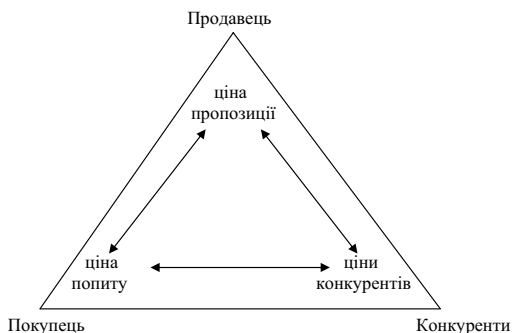 Продавець
ціна
пропозиції
ціна
попиту
ціни
конкурентів
Покупець
Конкуренти